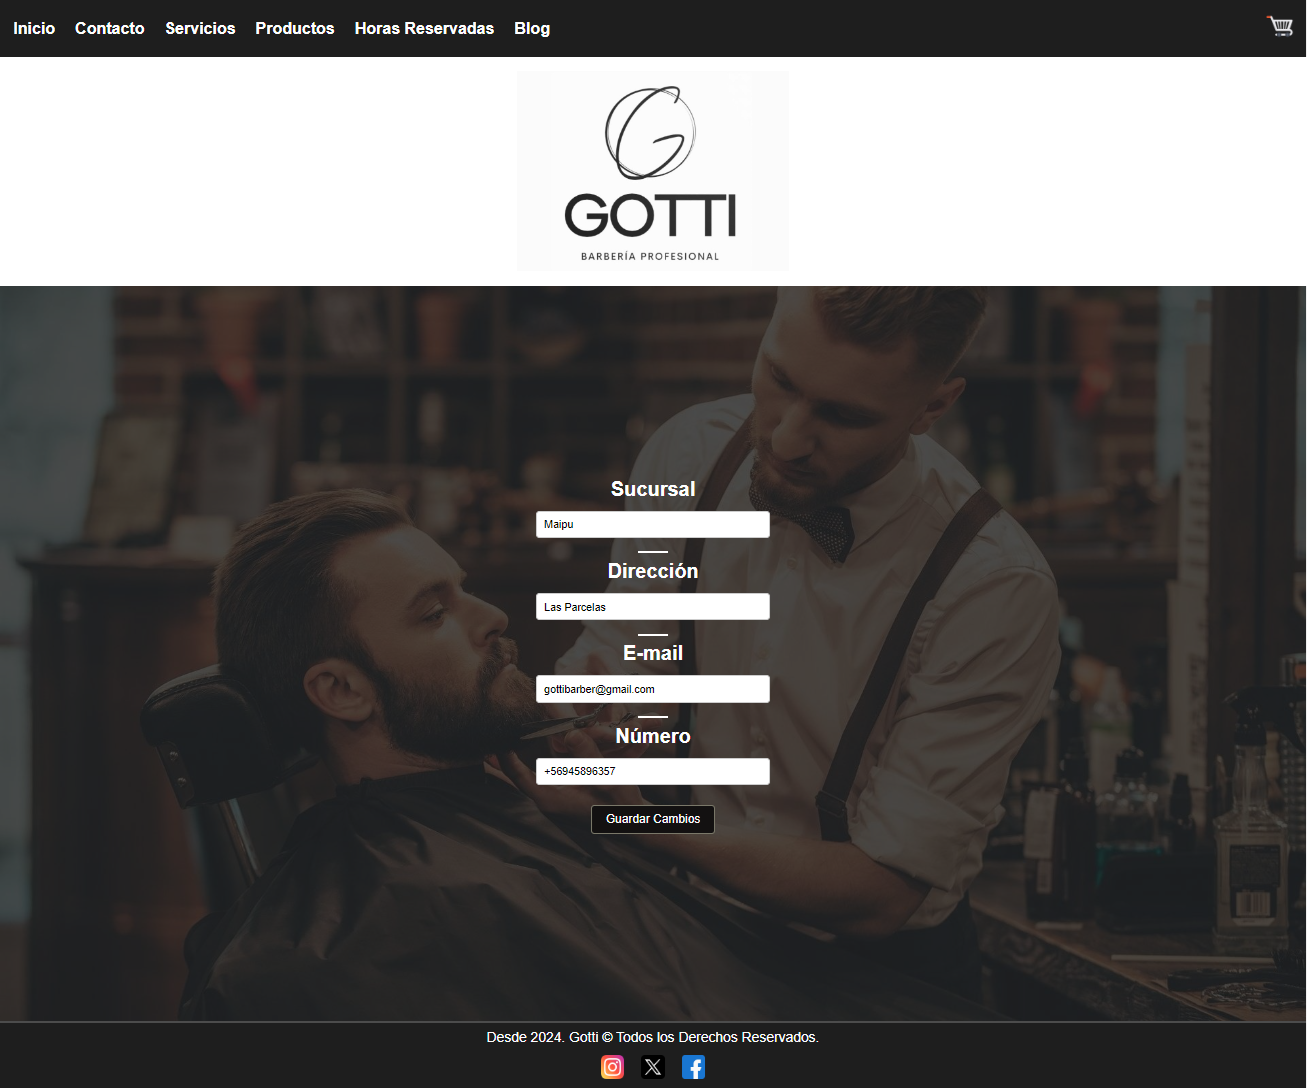 Inicio Contacto Servicios Productos Horas Reservadas Blog
G
GOTTI
BARBERÍA PROFESIONAL
Sucursal
Maipu
Dirección
Las Parcelas
E-mail
gottibarber@gmail.com
Número
+56945896357
Guardar Cambios
Desde 2024. Gotti © Todos los Derechos Reservados.